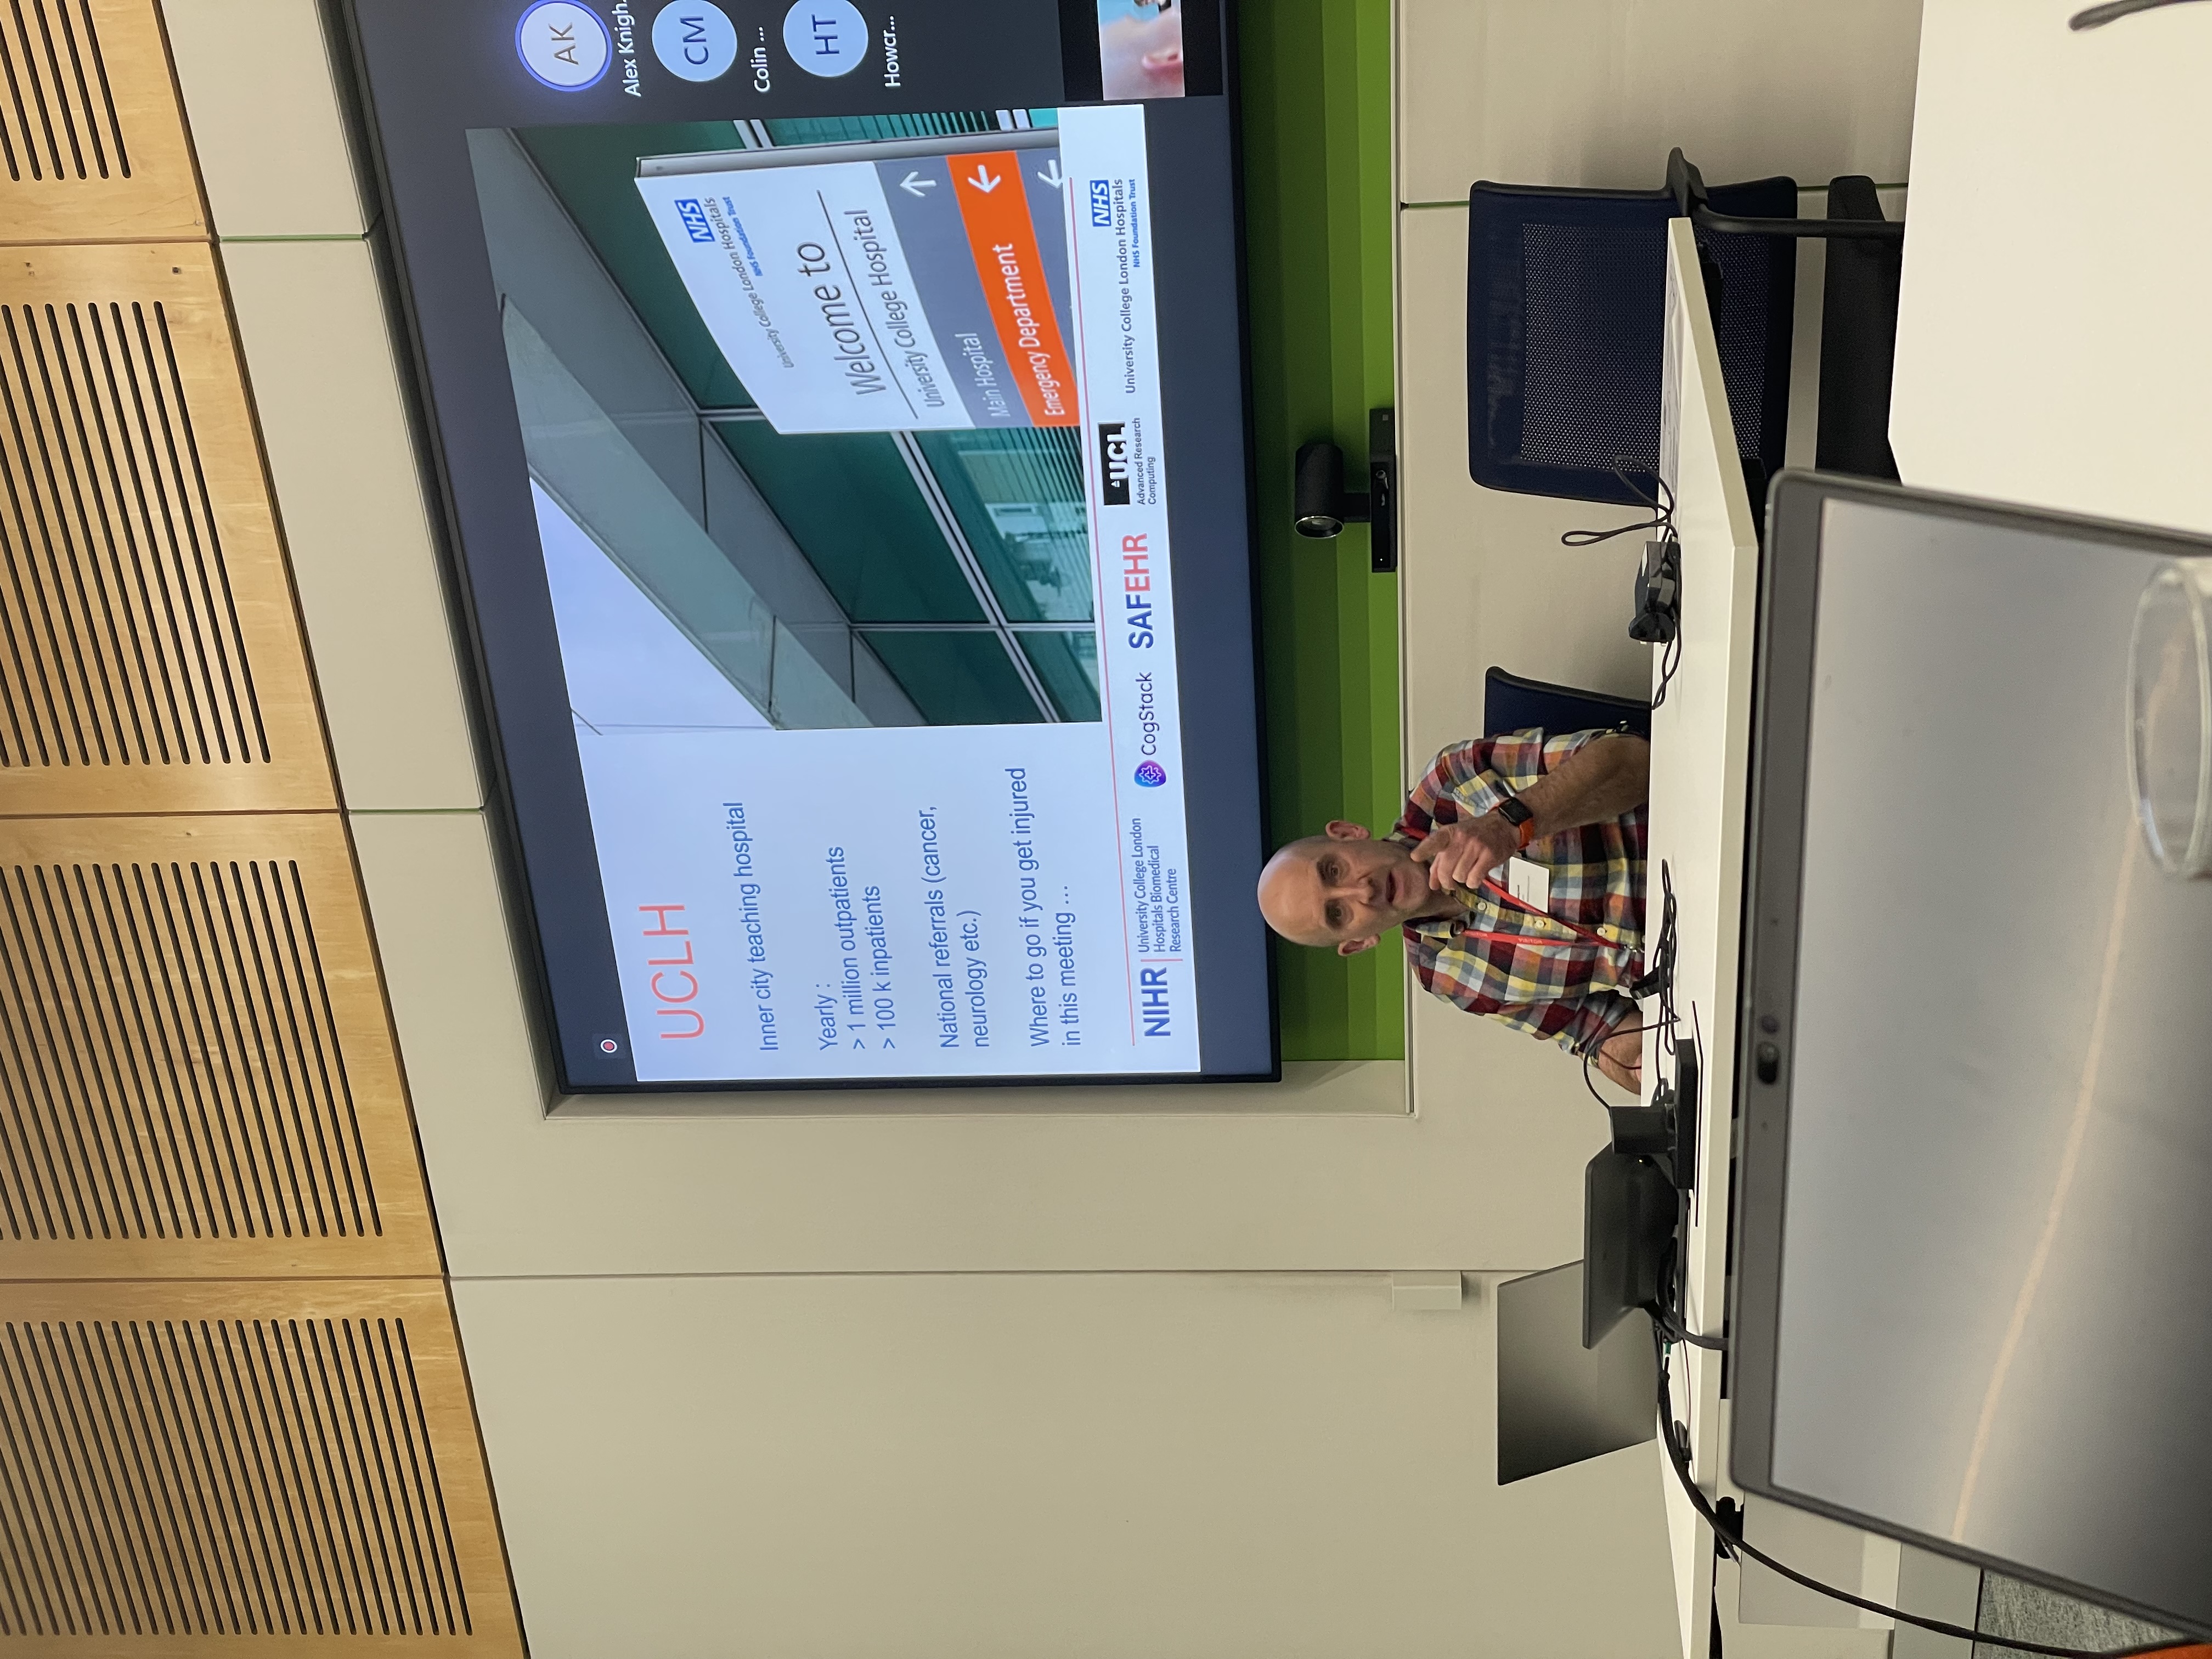 UCLH
Inner city teaching hospital
Yearly :
> 1 million outpatients
> 100 k inpatients
National referrals (cancer,
neurology etc.)
Where to go if you get injured
in this meeting …
NHS
University College London Hospitals
NHS Foundation Trust
Welcome to
University College Hospital
Main Hospital
Emergency Department
NIHR
University College London
Hospitals Biomedical
Research Centre
CogStack
SAFEHR
UCL
Advanced Research
Computing
NHS
University College London Hospitals
NHS Foundation Trust
AK
Alex Knigh.
CM
Colin ...
HT
Howcr...